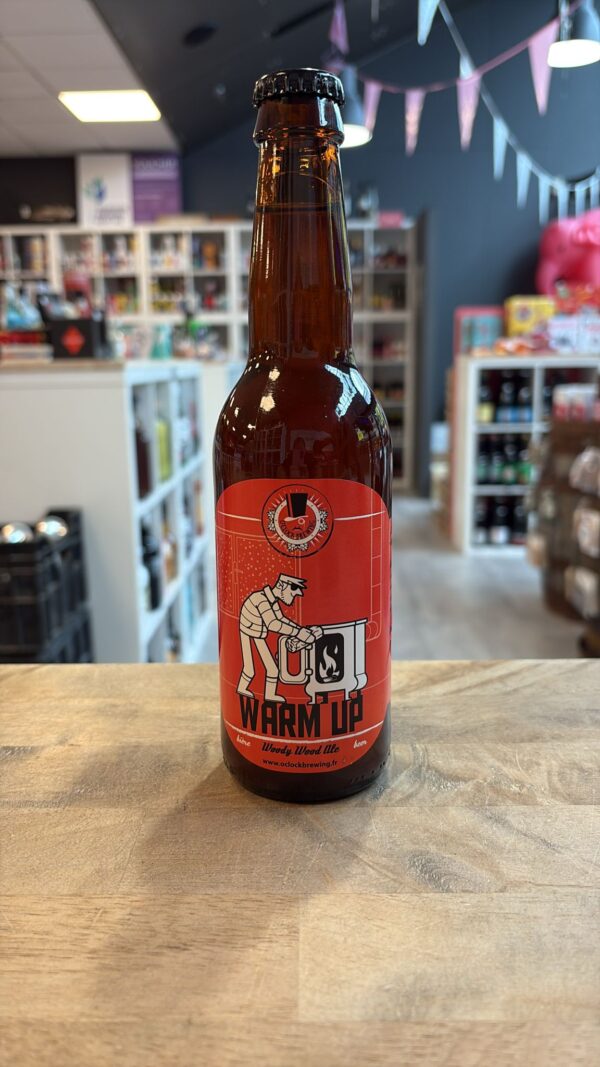 WARM UP
bière Woody Wood Ale beer
www.oclockbrewing.fr